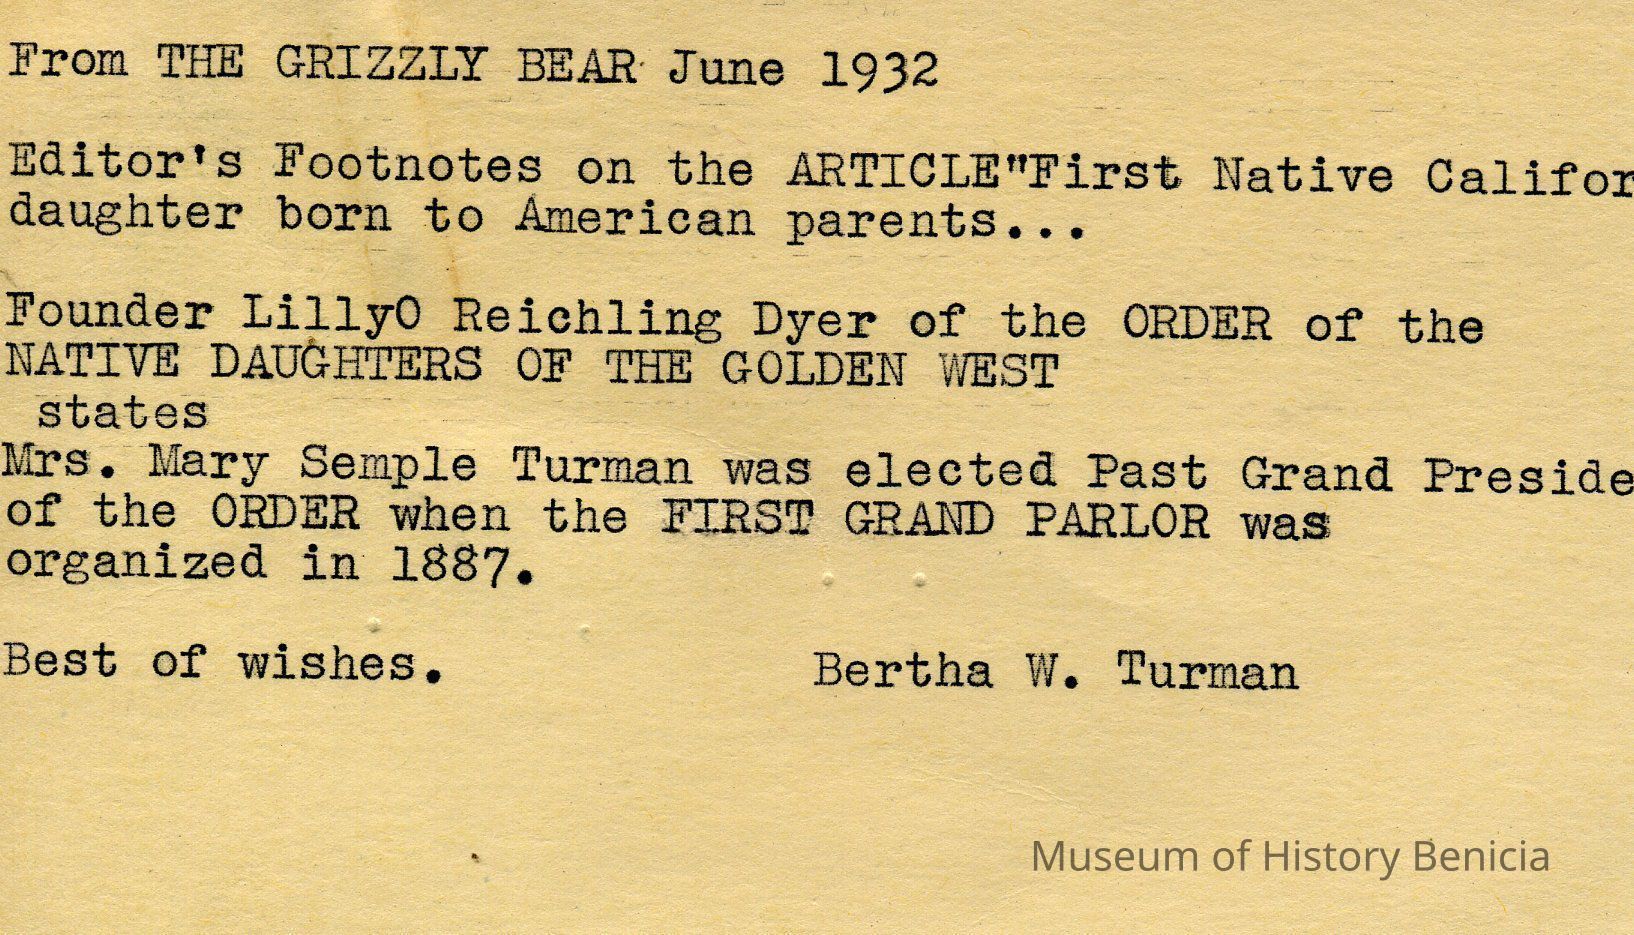 From THE GRIZZLY BEAR June 1932
Editor's Footnotes on the ARTICLE"First Native Califor
daughter born to American parents...
Founder LillyO Reichling Dyer of the ORDER of the
NATIVE DAUGHTERS OF THE GOLDEN WEST
states
Mrs. Mary Semple Turman was elected Past Grand Preside
of the ORDER when the FIRST GRAND PARLOR was
organized in 1887.
Best of wishes. Bertha W. Turman
Museum of History Benicia